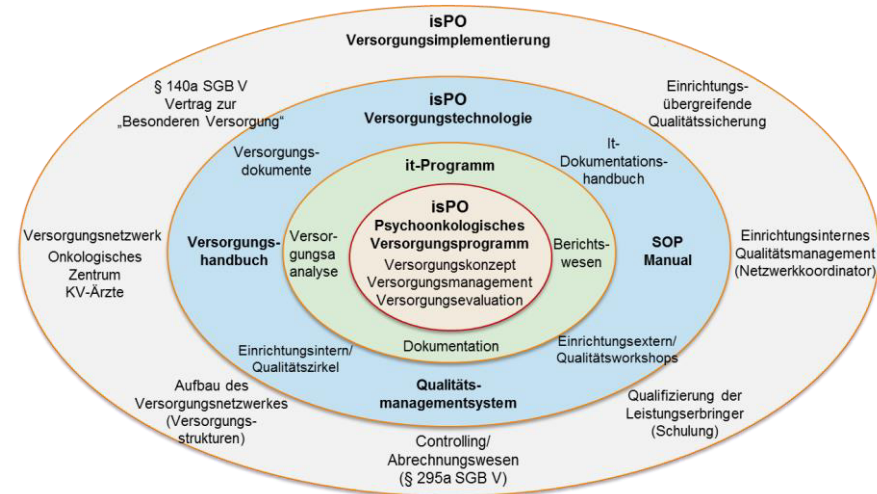 isPO
Versorgungsimplementierung
§ 140a SGB V
Vertrag zur
„Besonderen Versorgung“
Einrichtungs-
übergreifende
Qualitätssicherung
isPO
Versorgungstechnologie
Versorgungs-
dokumente
It-
Dokumentations-
handbuch
it-Programm
isPO
Psychoonkologisches
Versorgungsprogramm
Versorgungskonzept
Versorgungsmanagement
Versorgungsevaluation
Versorgungsnetzwerk
Onkologisches
Zentrum
KV-Ärzte
Versorgungs-
handbuch
Versor-
gungsa
analyse
Berichts-
wesen
SOP
Manual
Einrichtungsinternes
Qualitätsmanagement
(Netzwerkkoordinator)
Dokumentation
Einrichtungsintern/
Qualitätszirkel
Einrichtungsextern/
Qualitätsworkshops
Qualitäts-
managementsystem
Aufbau des
Versorgungsnetzwerkes
(Versorgungs-
strukturen)
Qualifizierung der
Leistungserbringer
(Schulung)
Controlling/
Abrechnungswesen
(§ 295a SGB V)